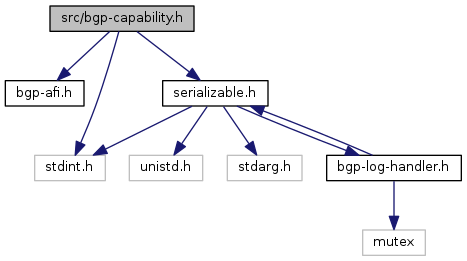 src/bgp-capability.h
bgp-afi.h
serializable.h
stdint.h
unistd.h
stdarg.h
bgp-log-handler.h
mutex